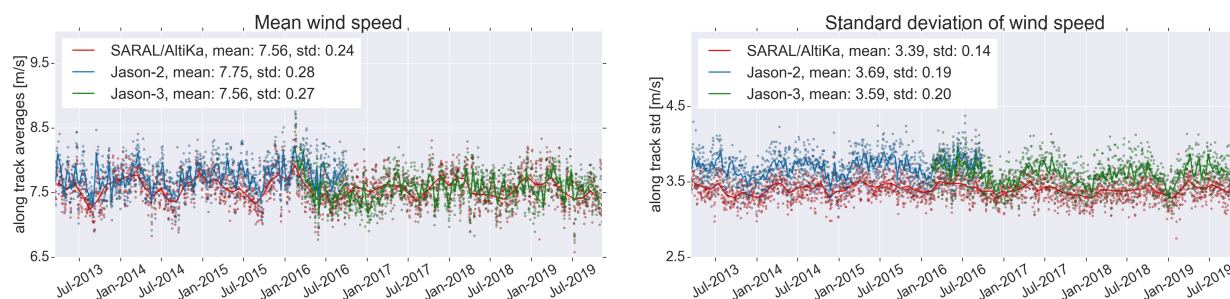 Mean wind speed
along track averages [m/s]
9.5
8.5
7.5
6.5
SARAL/AltiKa, mean: 7.56, std: 0.24
Jason-2, mean: 7.75, std: 0.28
Jason-3, mean: 7.56, std: 0.27
Jul-2013
Jan-2014
Jul-2014
Jan-2015
Jul-2015
Jan-2016
Jul-2016
Jan-2017
Jul-2017
Jan-2018
Jul-2018
Jan-2019
Jul-2019
Standard deviation of wind speed
along track std [m/s]
4.5
3.5
2.5
SARAL/AltiKa, mean: 3.39, std: 0.14
Jason-2, mean: 3.69, std: 0.19
Jason-3, mean: 3.59, std: 0.20
Jul-2013
Jan-2014
Jul-2014
Jan-2015
Jul-2015
Jan-2016
Jul-2016
Jan-2017
Jul-2017
Jan-2018
Jul-2018
Jan-2019
Jul-2019